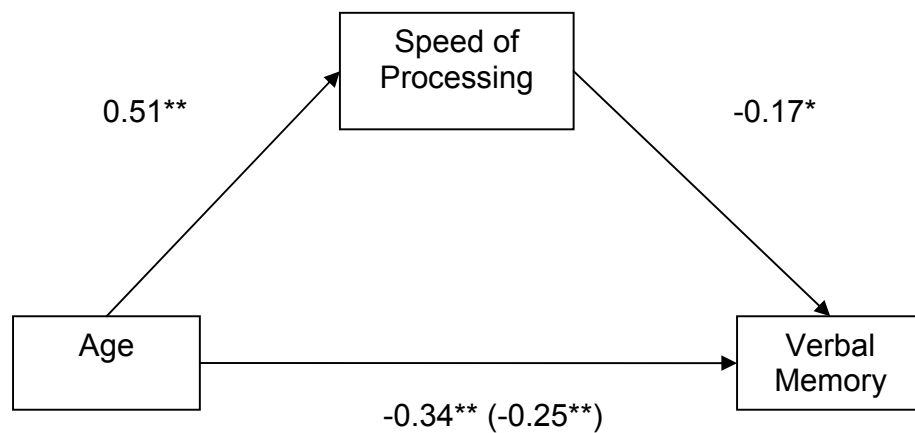 Speed of
Processing
0.51**
-0.17*
Age
Verbal
Memory
-0.34** (-0.25**)